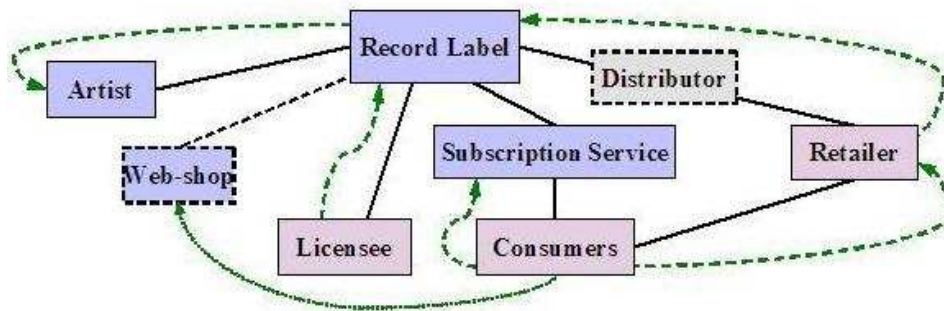 Record Label
Distributor
Artist
Web-shop
Subscription Service
Retailer
Licensee
Consumers